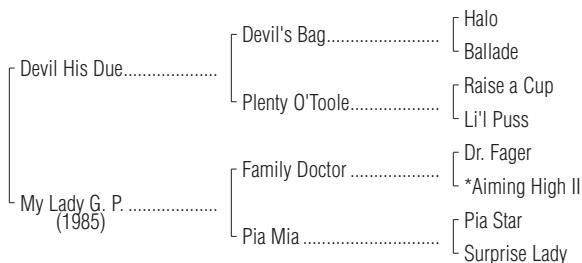 Halo
Devil's Bag....................
Ballade
Devil His Due.................
Raise a Cup
Plenty O'Toole................
Li'l Puss
Dr. Fager
Family Doctor ................
*Aiming High II
My Lady G. P. ................
(1985)
Pia Star
Pia Mia ........................
Surprise Lady